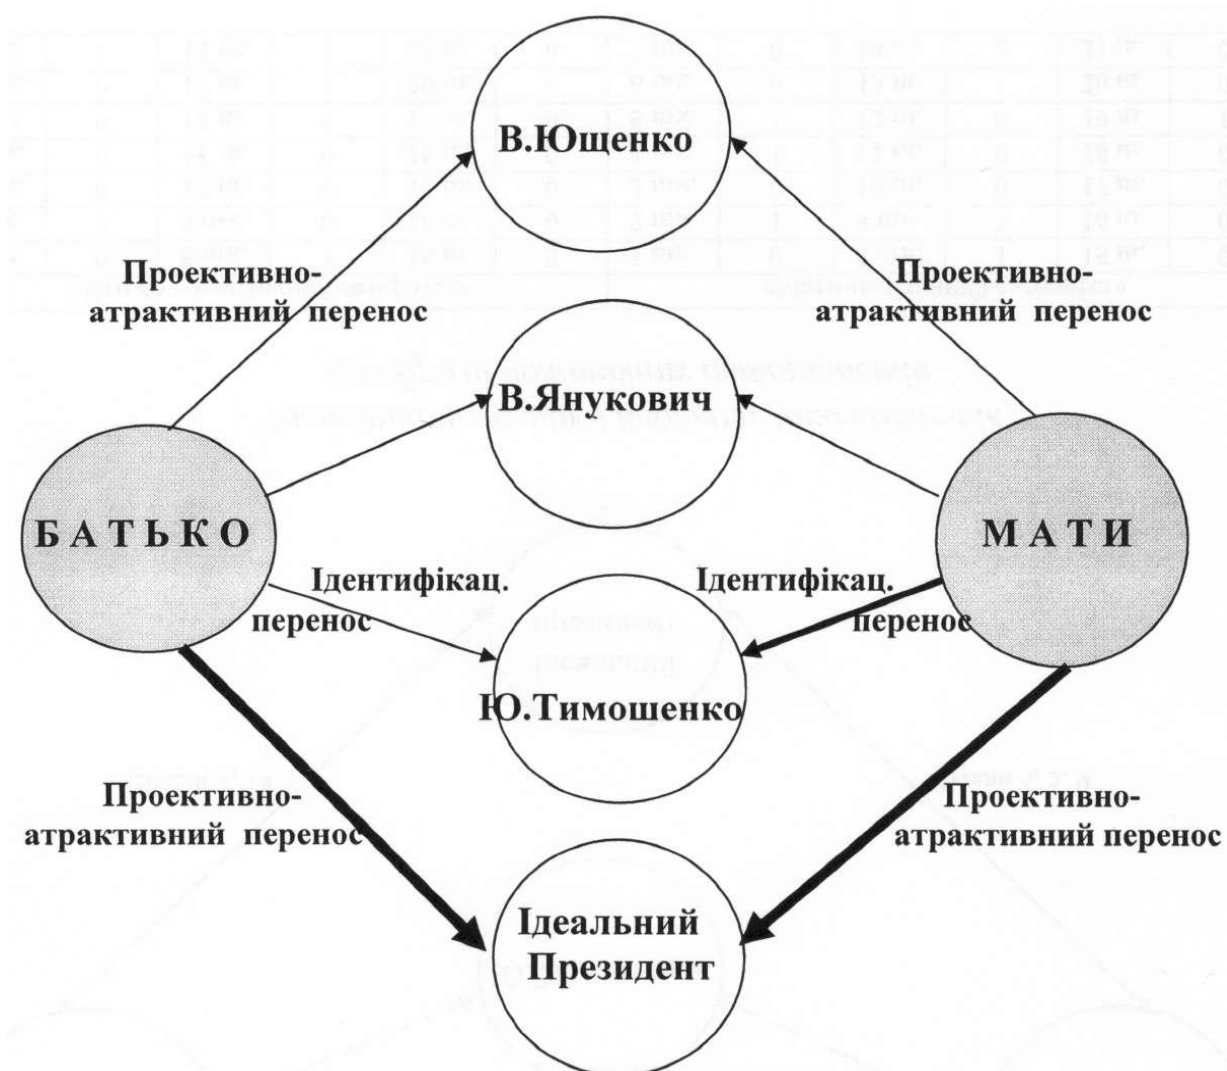 В.Ющенко
Проективно-
атрактивний перенос
Проективно-
атрактивний перенос
В.Янукович
БАТЬКО
МАТИ
Ідентифікац.
перенос
Ідентифікац.
перенос
Ю.Тимошенко
Проективно-
атрактивний перенос
Проективно-
атрактивний перенос
Ідеальний
Президент